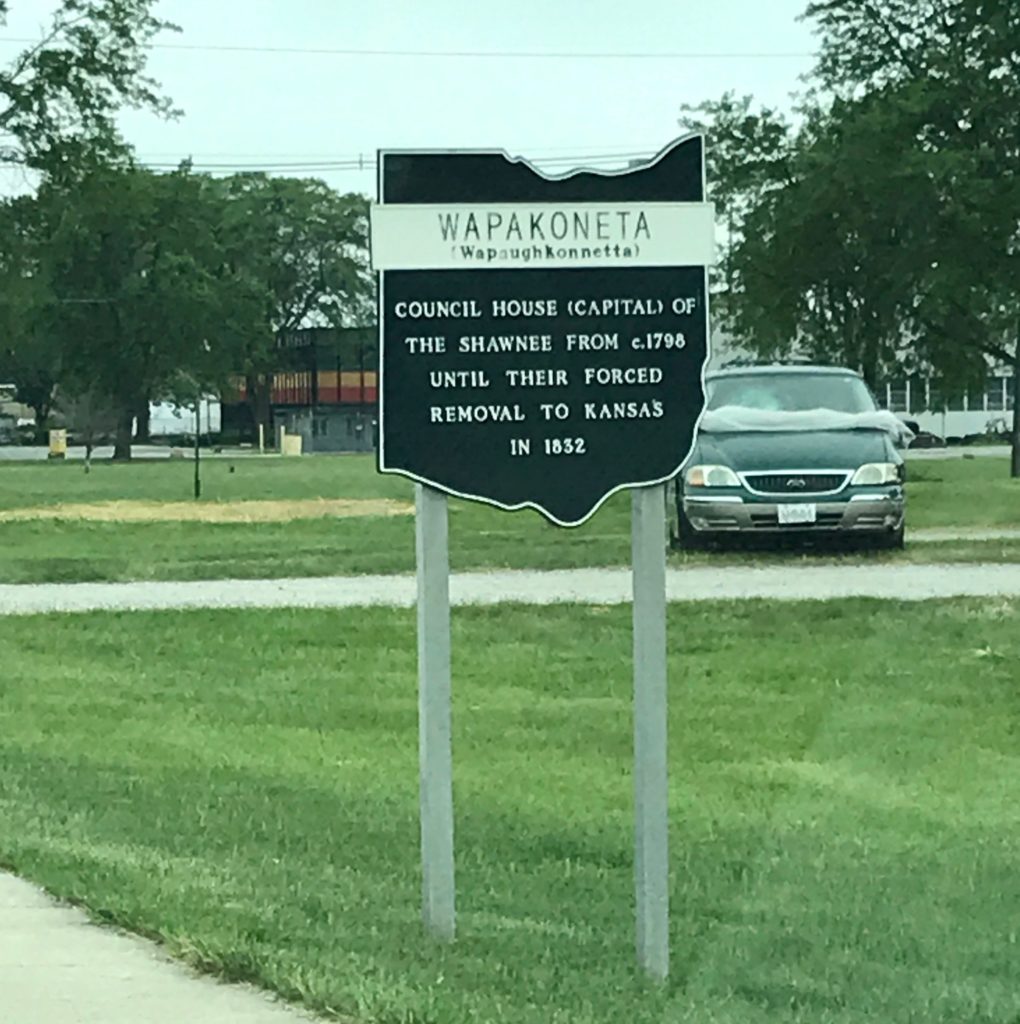 WAPAKONETA
(Wapaughkonnetta)
COUNCIL HOUSE (CAPITAL) OF
THE SHAWNEE FROM c.1798
UNTIL THEIR FORCED
REMOVAL TO KANSAS
IN 1832